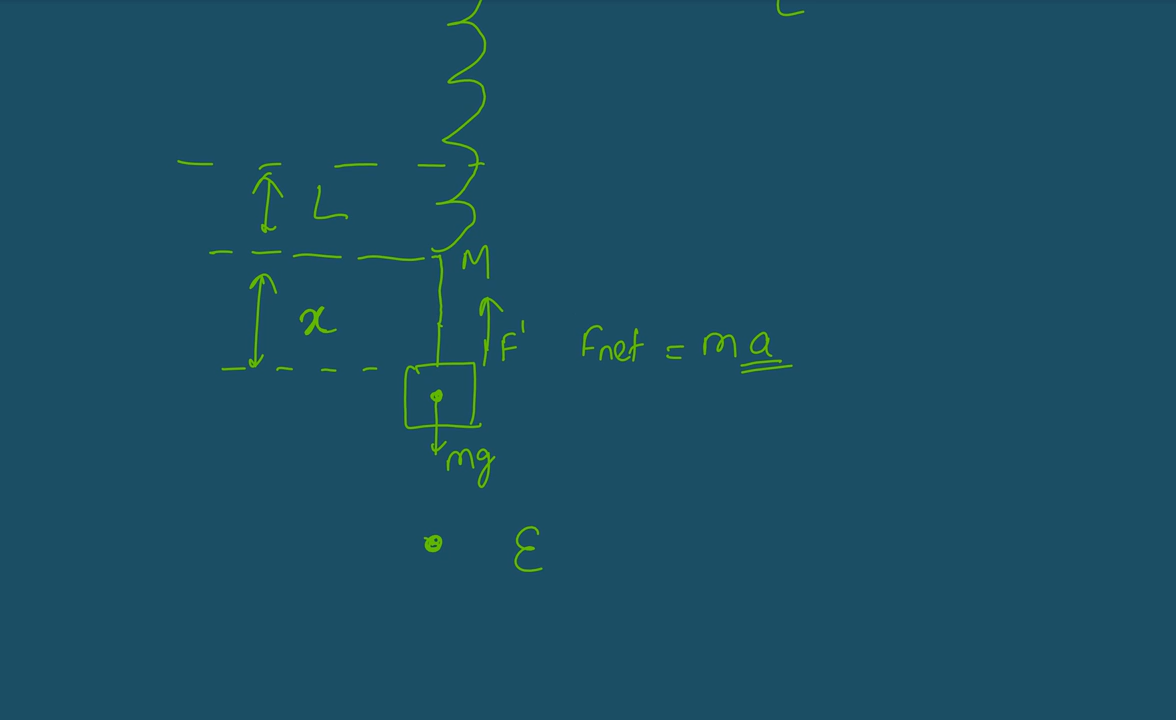 L
M
x
F' Fnet = ma
mg
ε